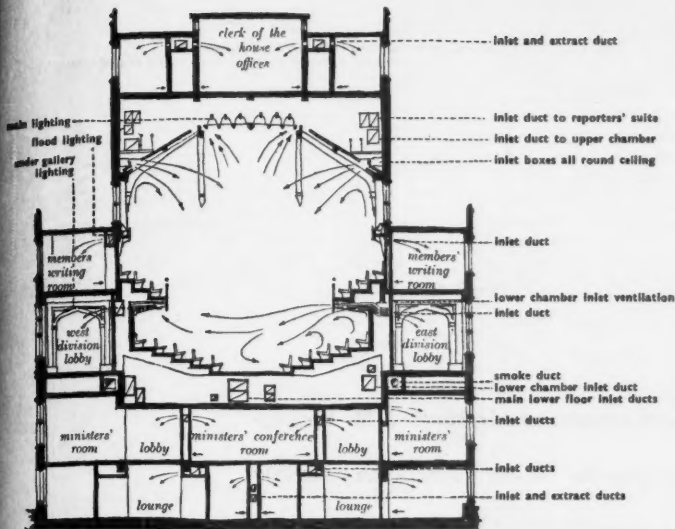 clerk of the
house
offices
inlet and extract duct
main lighting
flood lighting
under gallery
lighting
inlet duct to reporters' suite
inlet duct to upper chamber
inlet boxes all round ceiling
members
writing
room
members'
writing
room
inlet duct
west
division
lobby
east
division
lobby
lower chamber inlet ventilation
inlet duct
smoke duct
lower chamber inlet duct
main lower floor inlet ducts
ministers'
room
lobby
ministers' conference
room
lobby
ministers'
room
inlet ducts
lounge
lounge
inlet ducts
inlet and extract ducts